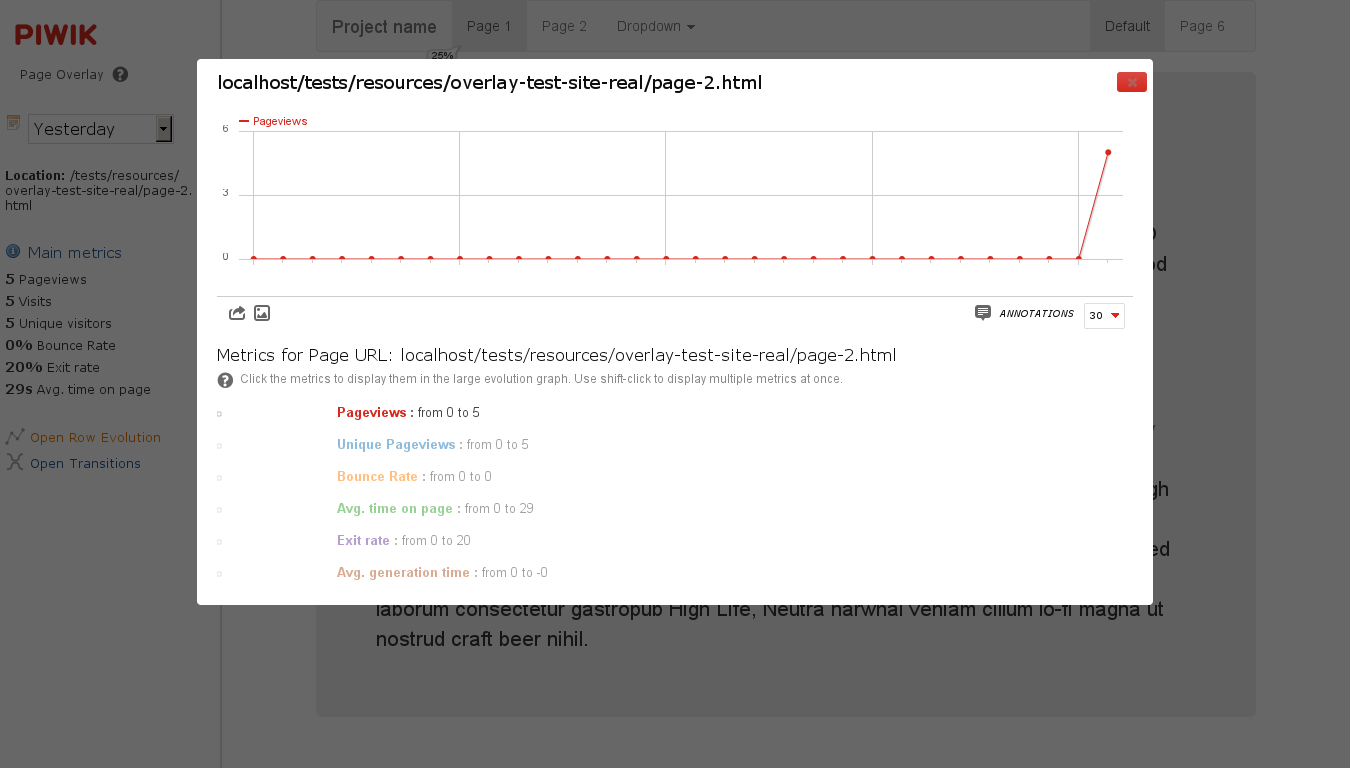 PIWIK
Page Overlay ?
Yesterday
Location: /tests/resources/
overlay-test-site-real/page-2.
html
Main metrics
5 Pageviews
5 Visits
5 Unique visitors
0% Bounce Rate
20% Exit rate
29s Avg. time on page
Open Row Evolution
Open Transitions
Project name Page 1 Page 2 Dropdown Default Page 6
25%
localhost/tests/resources/overlay-test-site-real/page-2.html
Pageviews
6
3
0
ANNOTATIONS 30
Metrics for Page URL: localhost/tests/resources/overlay-test-site-real/page-2.html
? Click the metrics to display them in the large evolution graph. Use shift-click to display multiple metrics at once.
Pageviews : from 0 to 5
Unique Pageviews : from 0 to 5
Bounce Rate : from 0 to 0
Avg. time on page : from 0 to 29
Exit rate : from 0 to 20
Avg. generation time : from 0 to -0
laborum consectetur gastropub High Life, Neutra narwhal veniam cillum lo-fi magna ut
nostrud craft beer nihil.